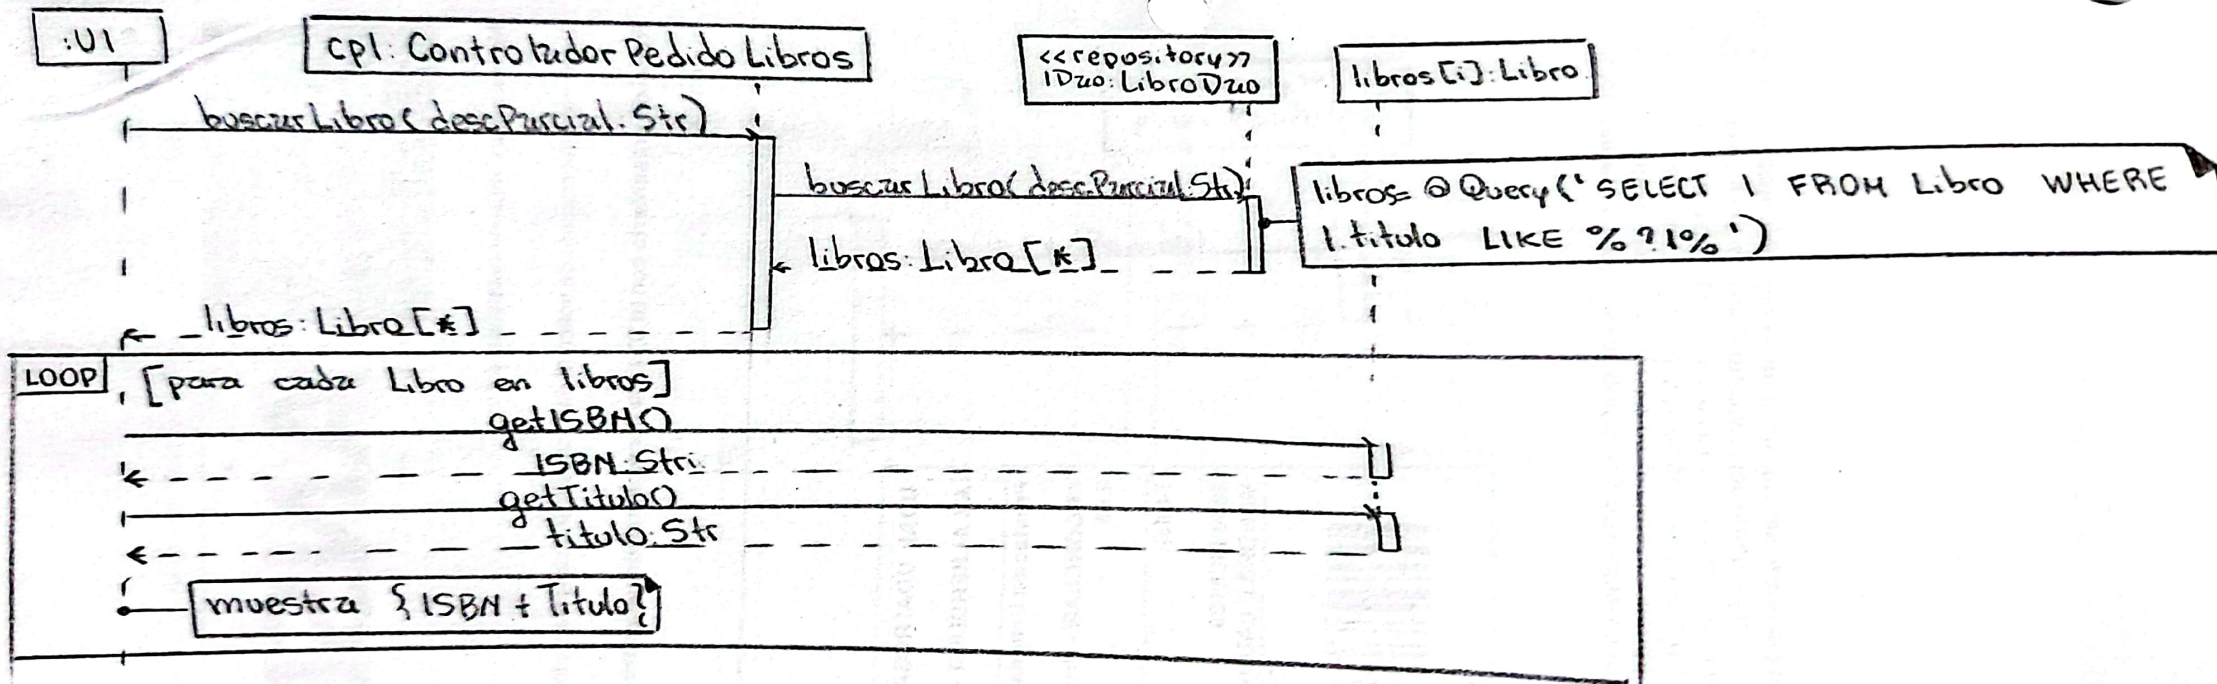 :UI
cpl: Controlador Pedido Libros
<<repository>>
lDao: LibroDao
libros[i]: Libro
buscarLibro(descParcial:Str)
buscarLibro(descParcial:Str)
libros= @Query('SELECT l FROM Libro WHERE
l.titulo LIKE %?1%')
libros: Libro[*]
libros: Libro[*]
LOOP
[para cada Libro en libros]
getISBN()
ISBN:Stri
getTitulo()
titulo:Str
muestra {ISBN + Titulo}